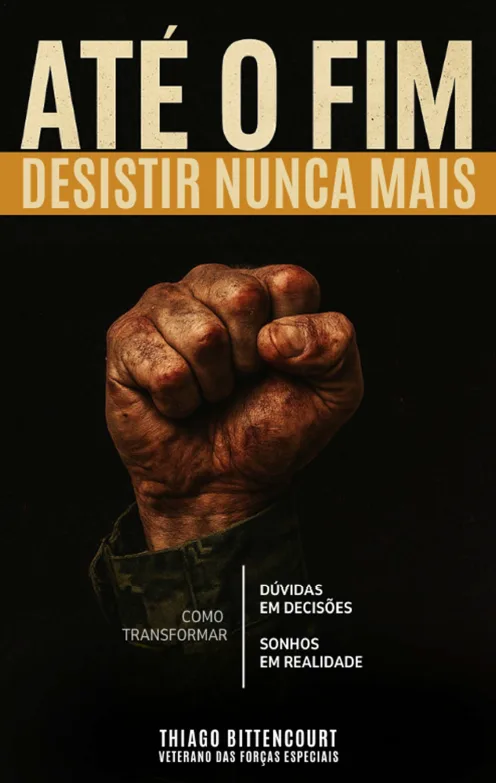 ATÉ O FIM
DESISTIR NUNCA MAIS
COMO
TRANSFORMAR
DÚVIDAS
EM DECISÕES
SONHOS
EM REALIDADE
THIAGO BITTENCOURT
VETERANO DAS FORÇAS ESPECIAIS